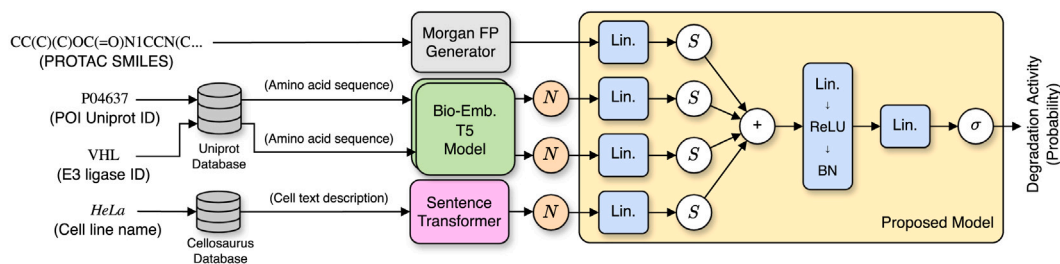 CC(C)(C)OC(=O)N1CCN(C...
(PROTAC SMILES)
Morgan FP
Generator
Lin.
S
P04637
(POI Uniprot ID)
VHL
(E3 ligase ID)
Uniprot
Database
(Amino acid sequence)
(Amino acid sequence)
Bio-Emb.
T5
Model
N
Lin.
S
N
Lin.
S
HeLa
(Cell line name)
Cellosaurus
Database
(Cell text description)
Sentence
Transformer
N
Lin.
S
+
Lin.
↓
ReLU
↓
BN
Lin.
σ
Proposed Model
Degradation Activity
(Probability)